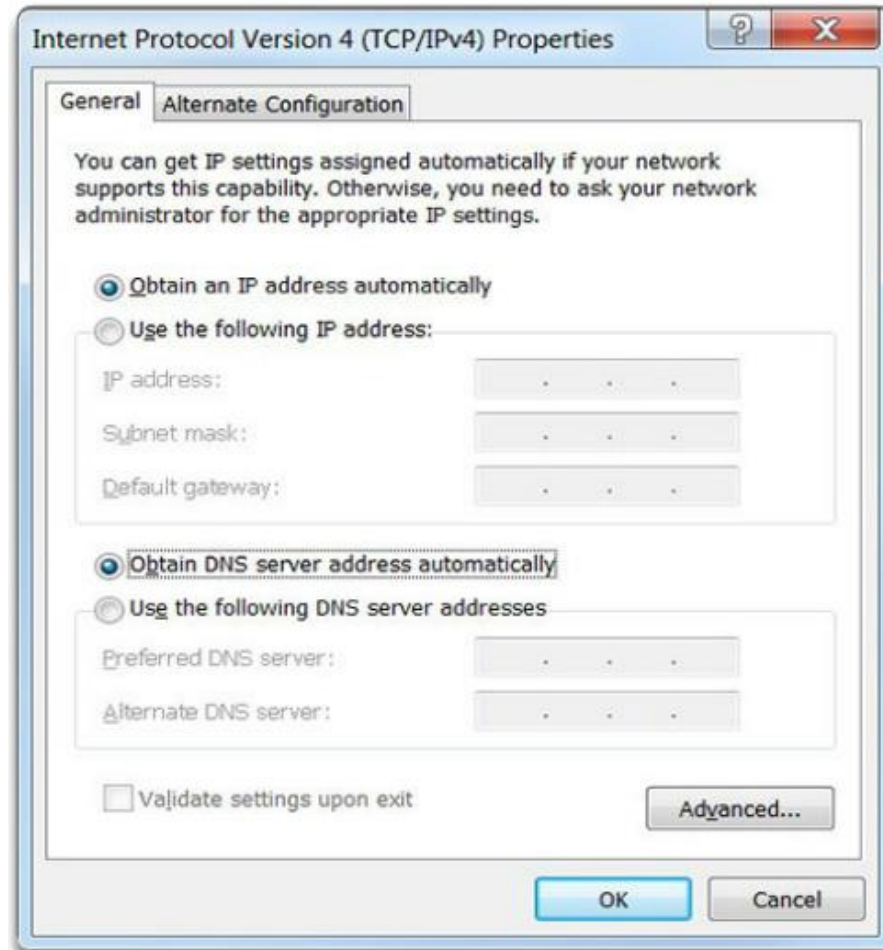 Internet Protocol Version 4 (TCP/IPv4) Properties
General
Alternate Configuration
You can get IP settings assigned automatically if your network
supports this capability. Otherwise, you need to ask your network
administrator for the appropriate IP settings.
Obtain an IP address automatically
Use the following IP address:
IP address:
. . .
Subnet mask:
. . .
Default gateway:
. . .
Obtain DNS server address automatically
Use the following DNS server addresses
Preferred DNS server:
. . .
Alternate DNS server:
. . .
Validate settings upon exit
Advanced...
OK
Cancel